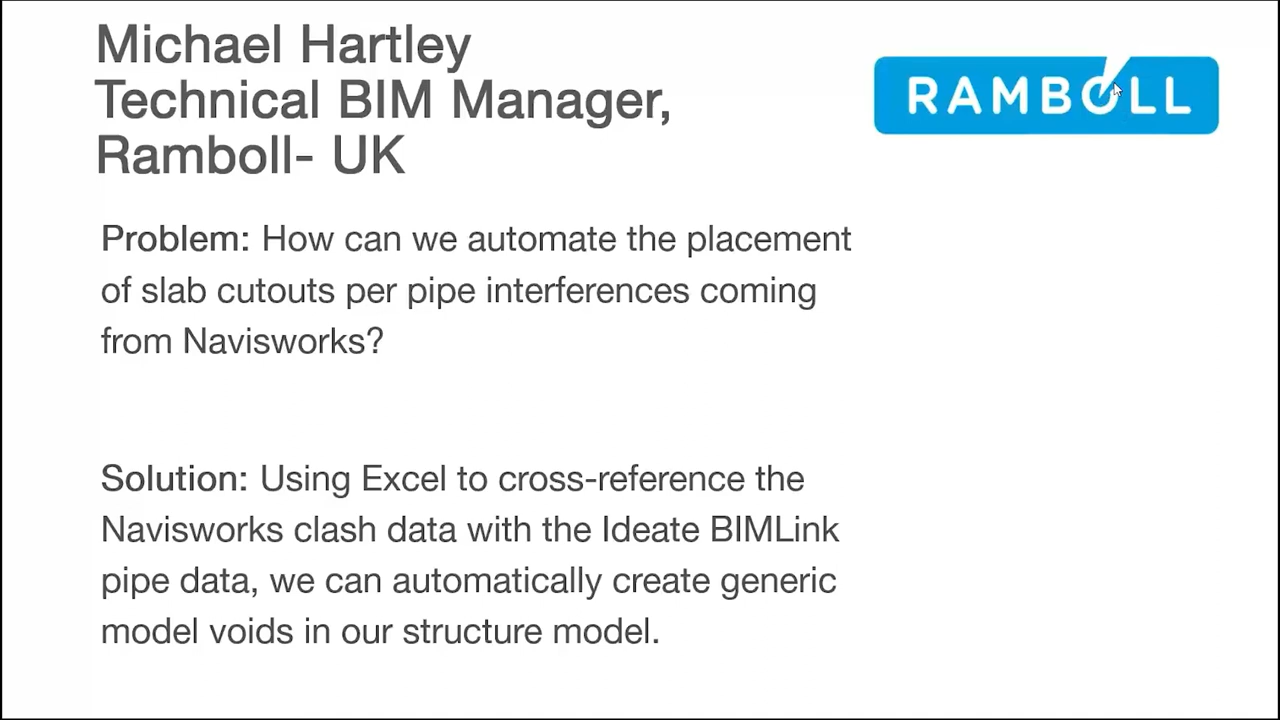 Michael Hartley
Technical BIM Manager,
Ramboll- UK
RAMBOLL
Problem: How can we automate the placement
of slab cutouts per pipe interferences coming
from Navisworks?
Solution: Using Excel to cross-reference the
Navisworks clash data with the Ideate BIMLink
pipe data, we can automatically create generic
model voids in our structure model.